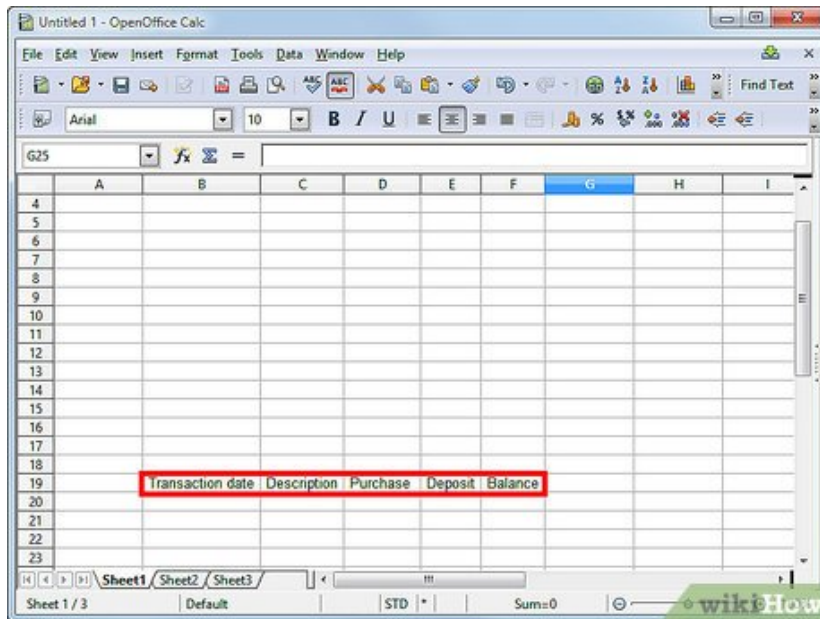 Untitled 1 - OpenOffice Calc
File Edit View Insert Format Tools Data Window Help
Find Text
Arial 10 B I U
G25
A B C D E F G H I
4
5
6
7
8
9
10
11
12
13
14
15
16
17
18
19 Transaction date Description Purchase Deposit Balance
20
21
22
23
Sheet1 Sheet2 Sheet3
Sheet 1 / 3 Default STD * Sum=0
wikiHow